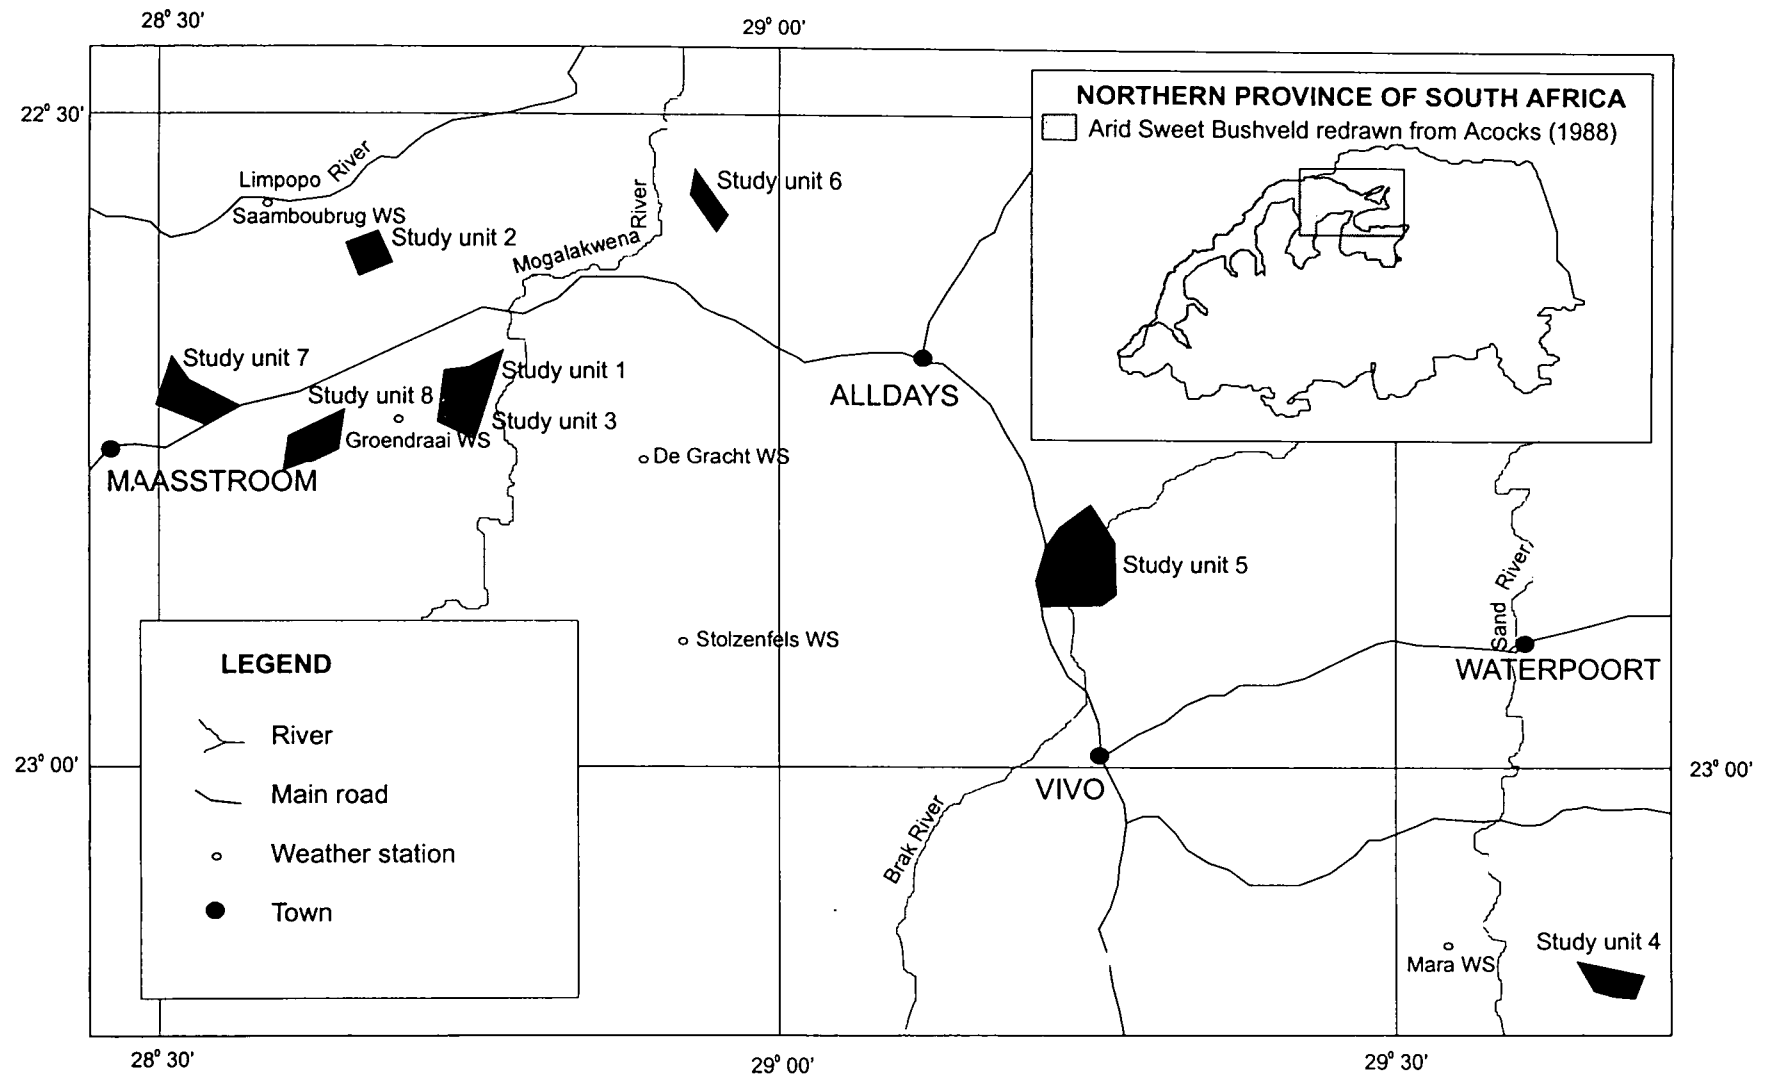 28° 30'
29° 00'
22° 30'
NORTHERN PROVINCE OF SOUTH AFRICA
Arid Sweet Bushveld redrawn from Acocks (1988)
Limpopo River
Saamboubrug WS
Study unit 2
Mogalakwena River
Study unit 6
Study unit 7
Study unit 1
Study unit 8
Study unit 3
Groendraai WS
ALLDAYS
De Gracht WS
MAASSTROOM
Study unit 5
Stolzenfels WS
Sand River
WATERPOORT
LEGEND
River
Main road
Weather station
Town
23° 00'
VIVO
23° 00'
Brak River
Study unit 4
Mara WS
28° 30'
29° 00'
29° 30'